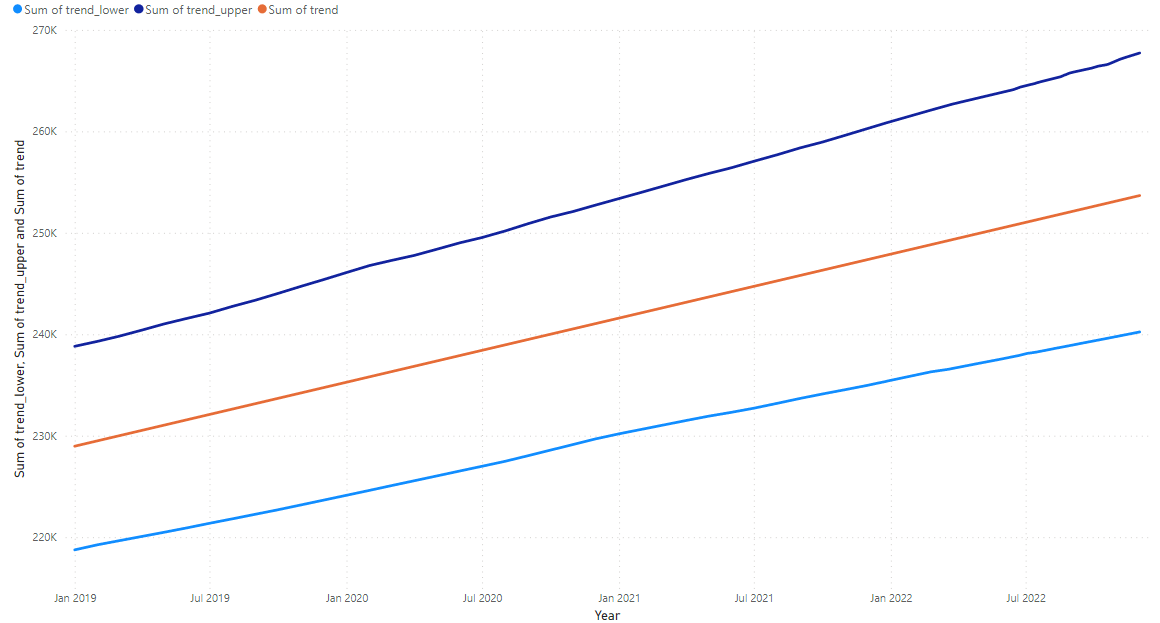 Sum of trend_lower Sum of trend_upper Sum of trend
Sum of trend_lower, Sum of trend_upper and Sum of trend
270K
260K
250K
240K
230K
220K
Jan 2019 Jul 2019 Jan 2020 Jul 2020 Jan 2021 Jul 2021 Jan 2022 Jul 2022
Year